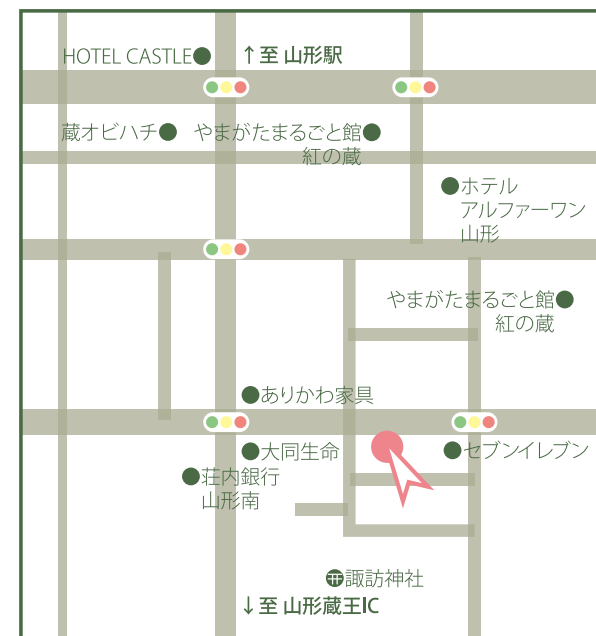 HOTEL CASTLE
↑至 山形駅
蔵オビハチ
やまがたまるごと館
紅の蔵
ホテル
アルファーワン
山形
やまがたまるごと館
紅の蔵
ありかわ家具
大同生命
セブンイレブン
荘内銀行
山形南
諏訪神社
↓至 山形蔵王IC